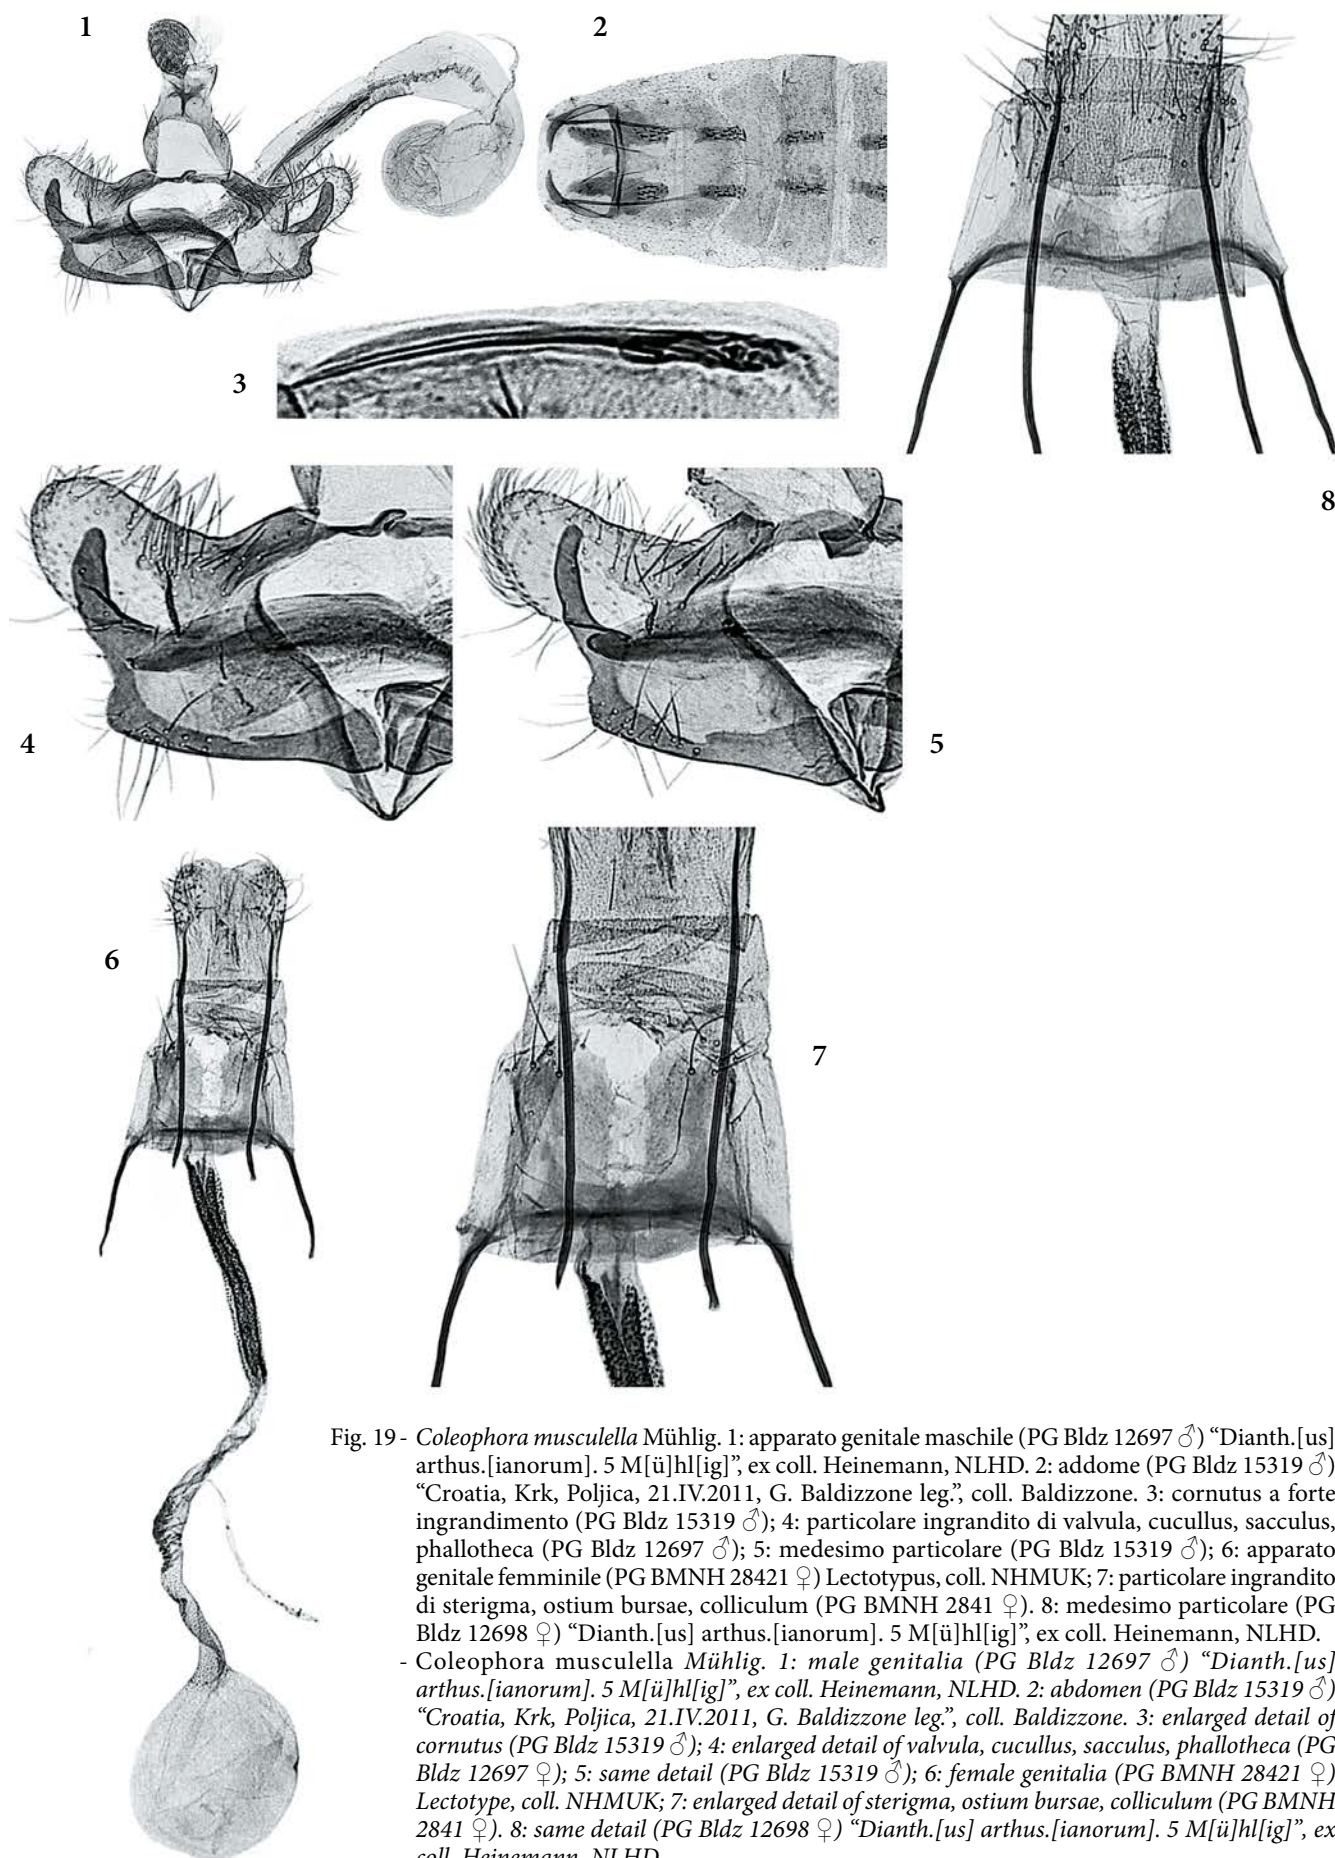 1
2
3
8
4
5
6
7
Fig. 19 - Coleophora musculella Mühlig. 1: apparato genitale maschile (PG Bldz 12697 ♂) “Dianth.[us]
arthus.[ianorum]. 5 M[ü]hl[ig]”, ex coll. Heinemann, NLHD. 2: addome (PG Bldz 15319 ♂)
“Croatia, Krk, Poljica, 21.IV.2011, G. Baldizzone leg.”, coll. Baldizzone. 3: cornutus a forte
ingrandimento (PG Bldz 15319 ♂); 4: particolare ingrandito di valvula, cucullus, sacculus,
phallotheca (PG Bldz 12697 ♂); 5: medesimo particolare (PG Bldz 15319 ♂); 6: apparato
genitale femminile (PG BMNH 28421 ♀) Lectotypus, coll. NHMUK; 7: particolare ingrandito
di sterigma, ostium bursae, colliculum (PG BMNH 2841 ♀). 8: medesimo particolare (PG
Bldz 12698 ♀) “Dianth.[us] arthus.[ianorum]. 5 M[ü]hl[ig]”, ex coll. Heinemann, NLHD.
- Coleophora musculella Mühlig. 1: male genitalia (PG Bldz 12697 ♂) “Dianth.[us]
arthus.[ianorum]. 5 M[ü]hl[ig]”, ex coll. Heinemann, NLHD. 2: abdomen (PG Bldz 15319 ♂)
“Croatia, Krk, Poljica, 21.IV.2011, G. Baldizzone leg.”, coll. Baldizzone. 3: enlarged detail of
cornutus (PG Bldz 15319 ♂); 4: enlarged detail of valvula, cucullus, sacculus, phallotheca (PG
Bldz 12697 ♀); 5: same detail (PG Bldz 15319 ♂); 6: female genitalia (PG BMNH 28421 ♀)
Lectotype, coll. NHMUK; 7: enlarged detail of sterigma, ostium bursae, colliculum (PG BMNH
2841 ♀). 8: same detail (PG Bldz 12698 ♀) “Dianth.[us] arthus.[ianorum]. 5 M[ü]hl[ig]”, ex
coll. Heinemann, NLHD.